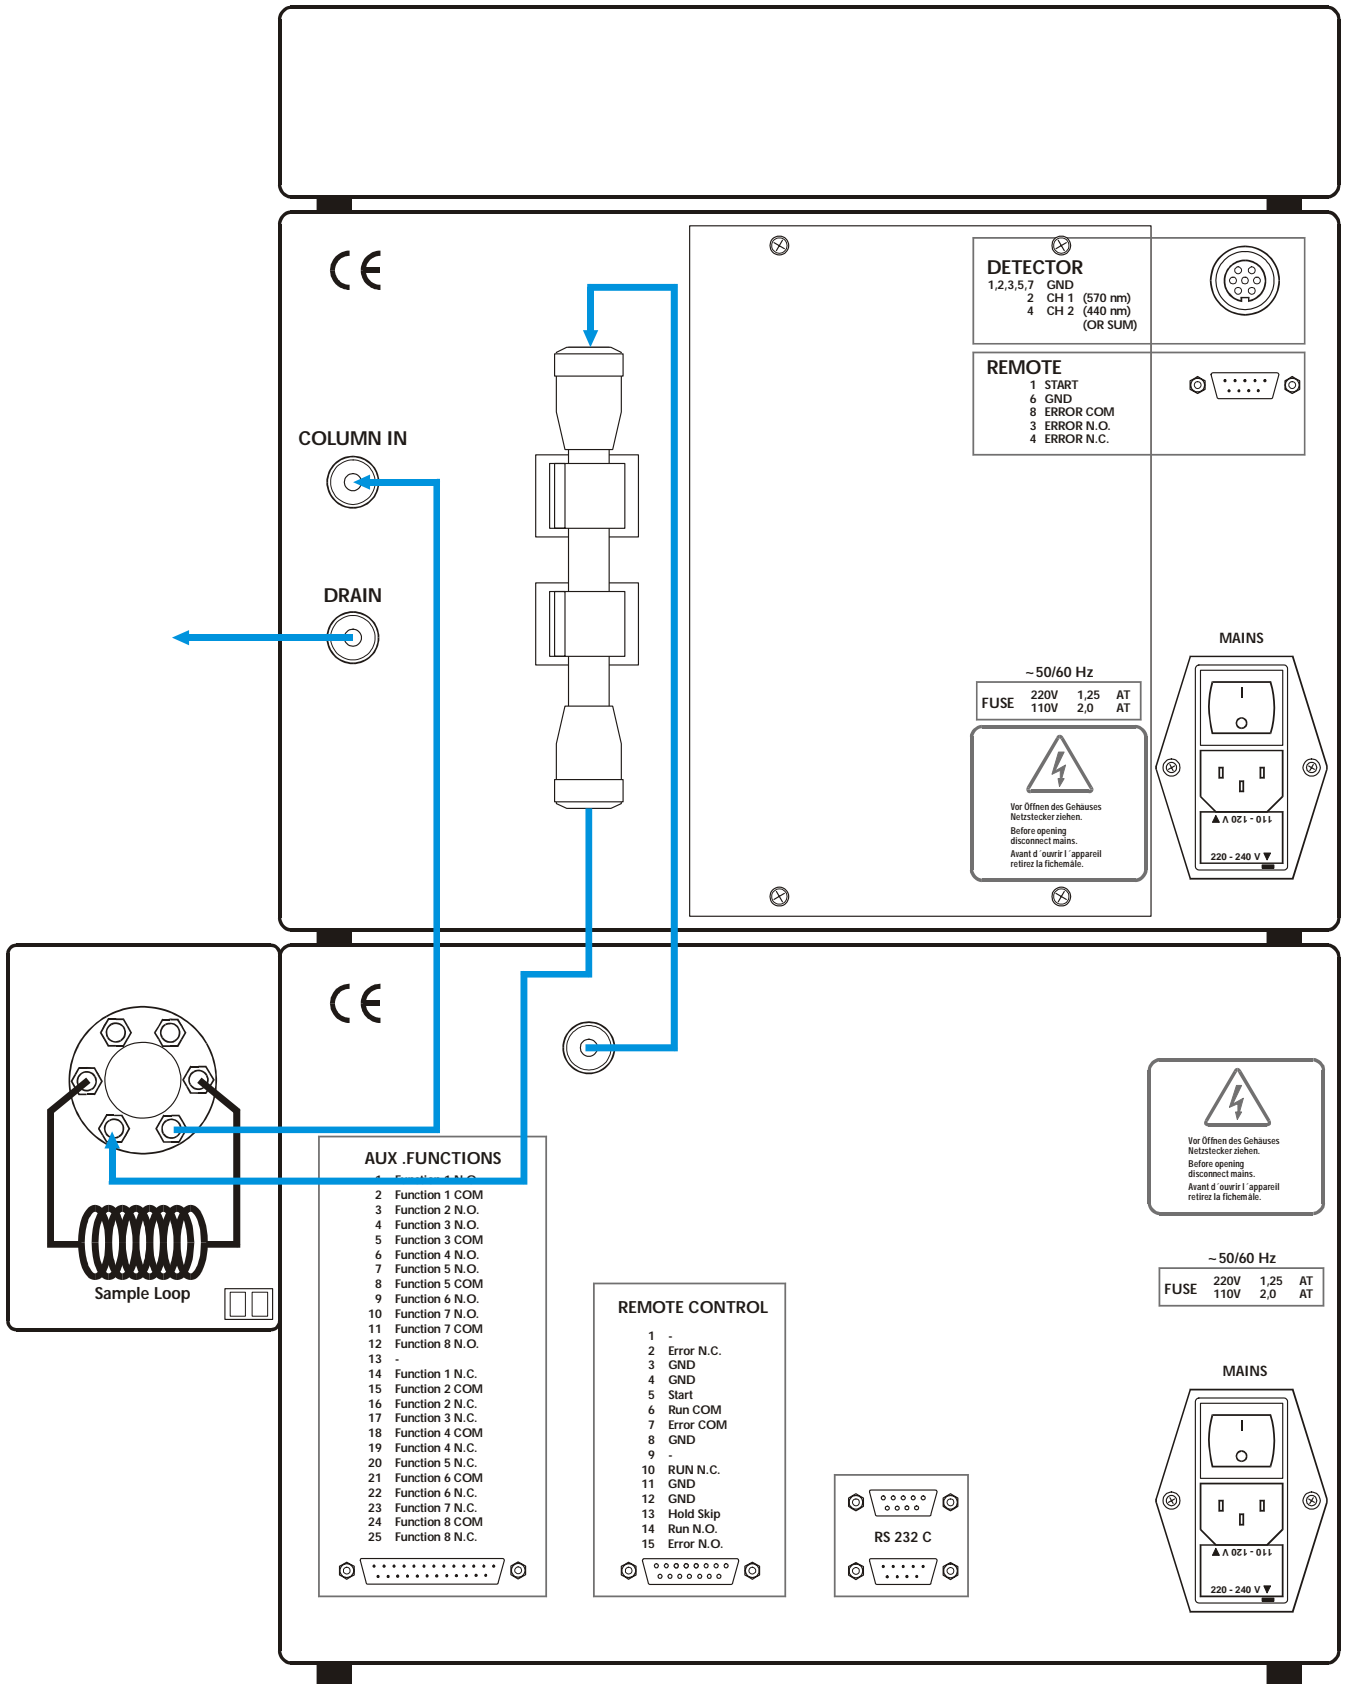 CE
DETECTOR
1,2,3,5,7 GND
2 CH 1 (570 nm)
4 CH 2 (440 nm)
(OR SUM)
REMOTE
1 START
6 GND
8 ERROR COM
3 ERROR N.O.
4 ERROR N.C.
COLUMN IN
DRAIN
MAINS
~50/60 Hz
FUSE
220V 1,25 AT
110V 2,0 AT
Vor Öffnen des Gehäuses
Netzstecker ziehen.
Before opening
disconnect mains.
Avant d´ouvrir l´appareil
retirez la fichemâle.
110 - 120 V
220 - 240 V
CE
Sample Loop
AUX .FUNCTIONS
1 Function 1 N.O.
2 Function 1 COM
3 Function 2 N.O.
4 Function 3 N.O.
5 Function 3 COM
6 Function 4 N.O.
7 Function 5 N.O.
8 Function 5 COM
9 Function 6 N.O.
10 Function 7 N.O.
11 Function 7 COM
12 Function 8 N.O.
13 -
14 Function 1 N.C.
15 Function 2 COM
16 Function 2 N.C.
17 Function 3 N.C.
18 Function 4 COM
19 Function 4 N.C.
20 Function 5 N.C.
21 Function 6 COM
22 Function 6 N.C.
23 Function 7 N.C.
24 Function 8 COM
25 Function 8 N.C.
REMOTE CONTROL
1 -
2 Error N.C.
3 GND
4 GND
5 Start
6 Run COM
7 Error COM
8 GND
9 -
10 RUN N.C.
11 GND
12 GND
13 Hold Skip
14 Run N.O.
15 Error N.O.
RS 232 C
Vor Öffnen des Gehäuses
Netzstecker ziehen.
Before opening
disconnect mains.
Avant d´ouvrir l´appareil
retirez la fichemâle.
~50/60 Hz
FUSE
220V 1,25 AT
110V 2,0 AT
MAINS
110 - 120 V
220 - 240 V